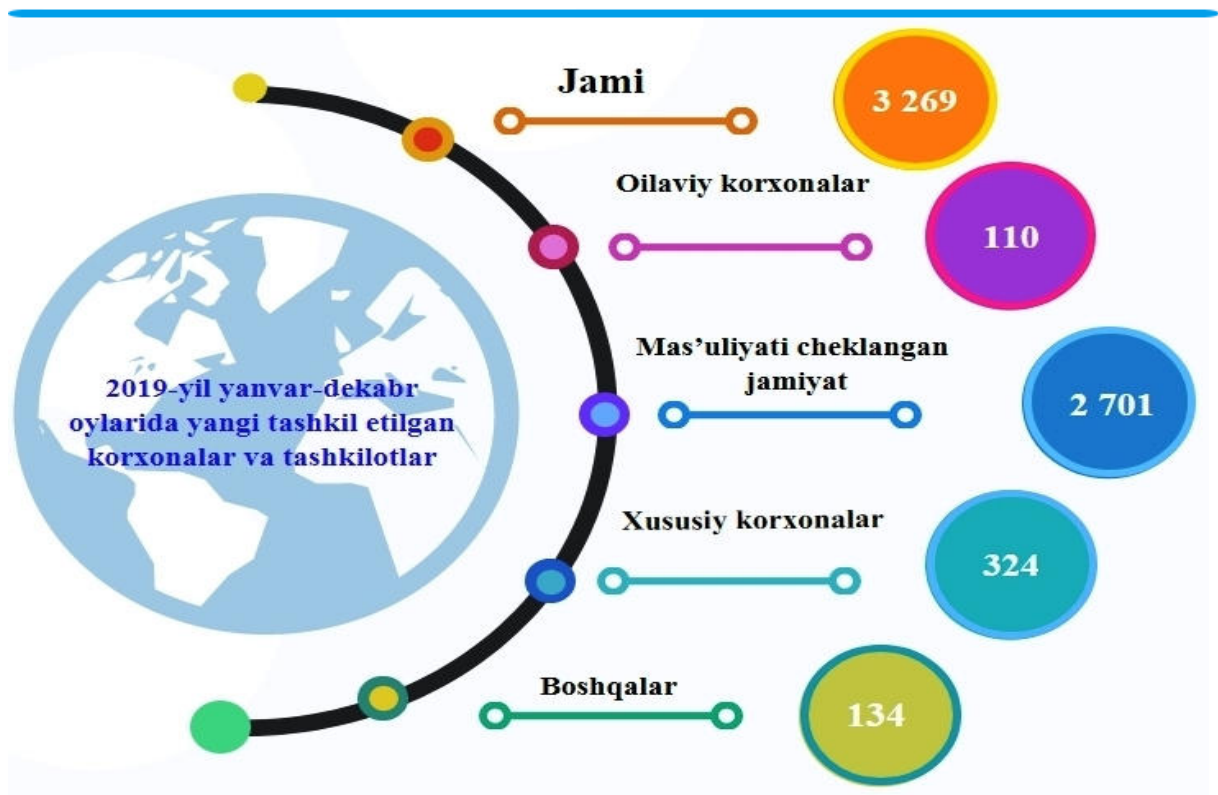 Jami
3 269
Oilaviy korxonalar
110
Mas’uliyati cheklangan
jamiyat
2 701
2019-yil yanvar-dekabr
oylarida yangi tashkil etilgan
korxonalar va tashkilotlar
Xususiy korxonalar
324
Boshqalar
134